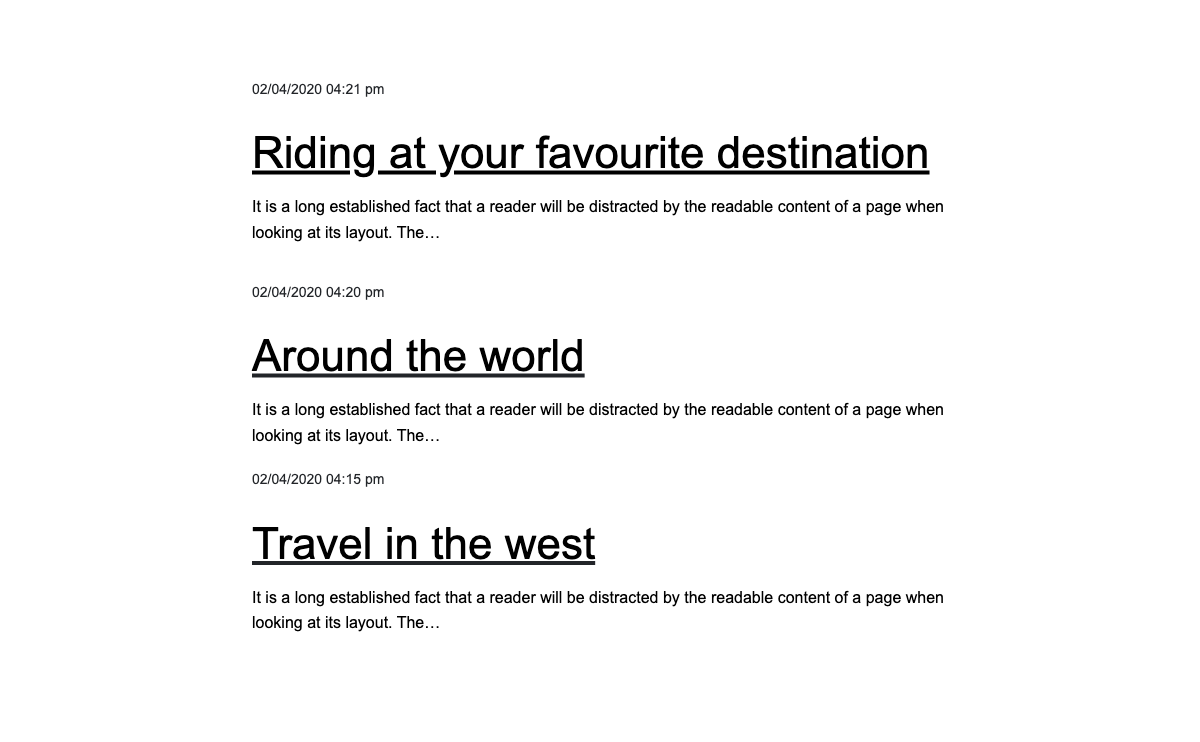 02/04/2020 04:21 pm
Riding at your favourite destination
It is a long established fact that a reader will be distracted by the readable content of a page when
looking at its layout. The…
02/04/2020 04:20 pm
Around the world
It is a long established fact that a reader will be distracted by the readable content of a page when
looking at its layout. The…
02/04/2020 04:15 pm
Travel in the west
It is a long established fact that a reader will be distracted by the readable content of a page when
looking at its layout. The…